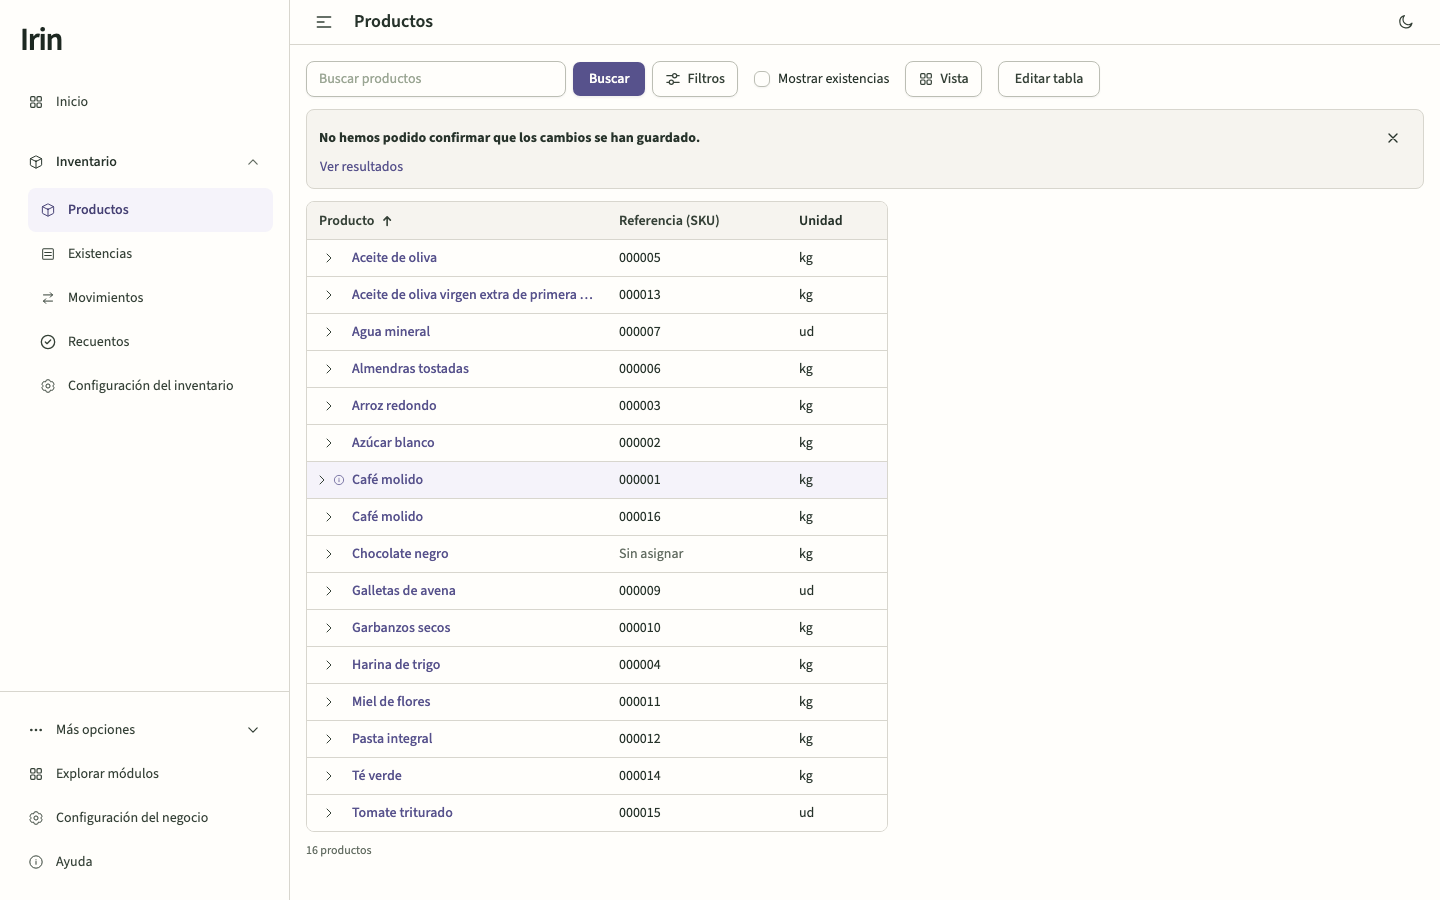 Irin
Inicio
Inventario
Productos
Existencias
Movimientos
Recuentos
Configuración del inventario
Más opciones
Explorar módulos
Configuración del negocio
Ayuda
Productos
Buscar productos
Buscar
Filtros
Mostrar existencias
Vista
Editar tabla
No hemos podido confirmar que los cambios se han guardado.
Ver resultados
Producto Referencia (SKU) Unidad
Aceite de oliva 000005 kg
Aceite de oliva virgen extra de primera … 000013 kg
Agua mineral 000007 ud
Almendras tostadas 000006 kg
Arroz redondo 000003 kg
Azúcar blanco 000002 kg
Café molido 000001 kg
Café molido 000016 kg
Chocolate negro Sin asignar kg
Galletas de avena 000009 ud
Garbanzos secos 000010 kg
Harina de trigo 000004 kg
Miel de flores 000011 kg
Pasta integral 000012 kg
Té verde 000014 kg
Tomate triturado 000015 ud
16 productos